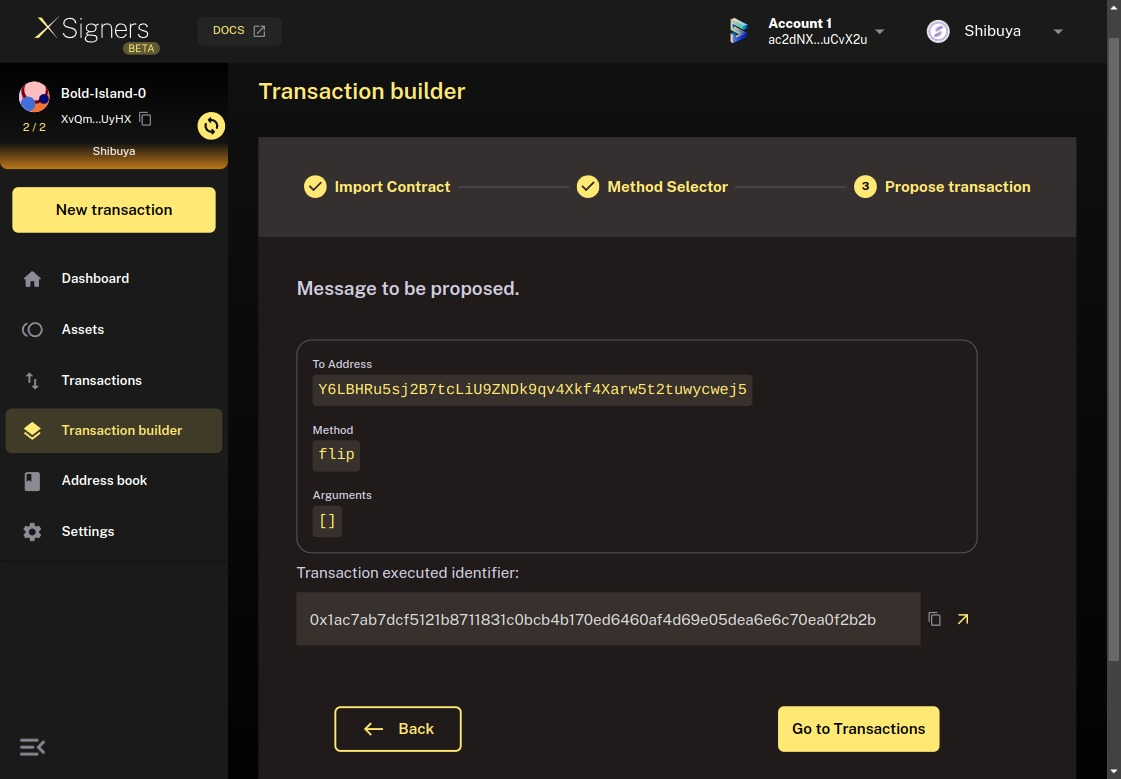 XSigners
BETA
DOCS
Account 1
ac2dNX...uCvX2u
Shibuya
Bold-Island-0
2 / 2
XvQm...UyHX
Shibuya
New transaction
Dashboard
Assets
Transactions
Transaction builder
Address book
Settings
Transaction builder
Import Contract
Method Selector
3 Propose transaction
Message to be proposed.
To Address
Y6LBHRu5sj2B7tcLiU9ZNDk9qv4Xkf4Xarw5t2tuwycwej5
Method
flip
Arguments
[]
Transaction executed identifier:
0x1ac7ab7dcf5121b8711831c0bcb4b170ed6460af4d69e05dea6e6c70ea0f2b2b
Back
Go to Transactions